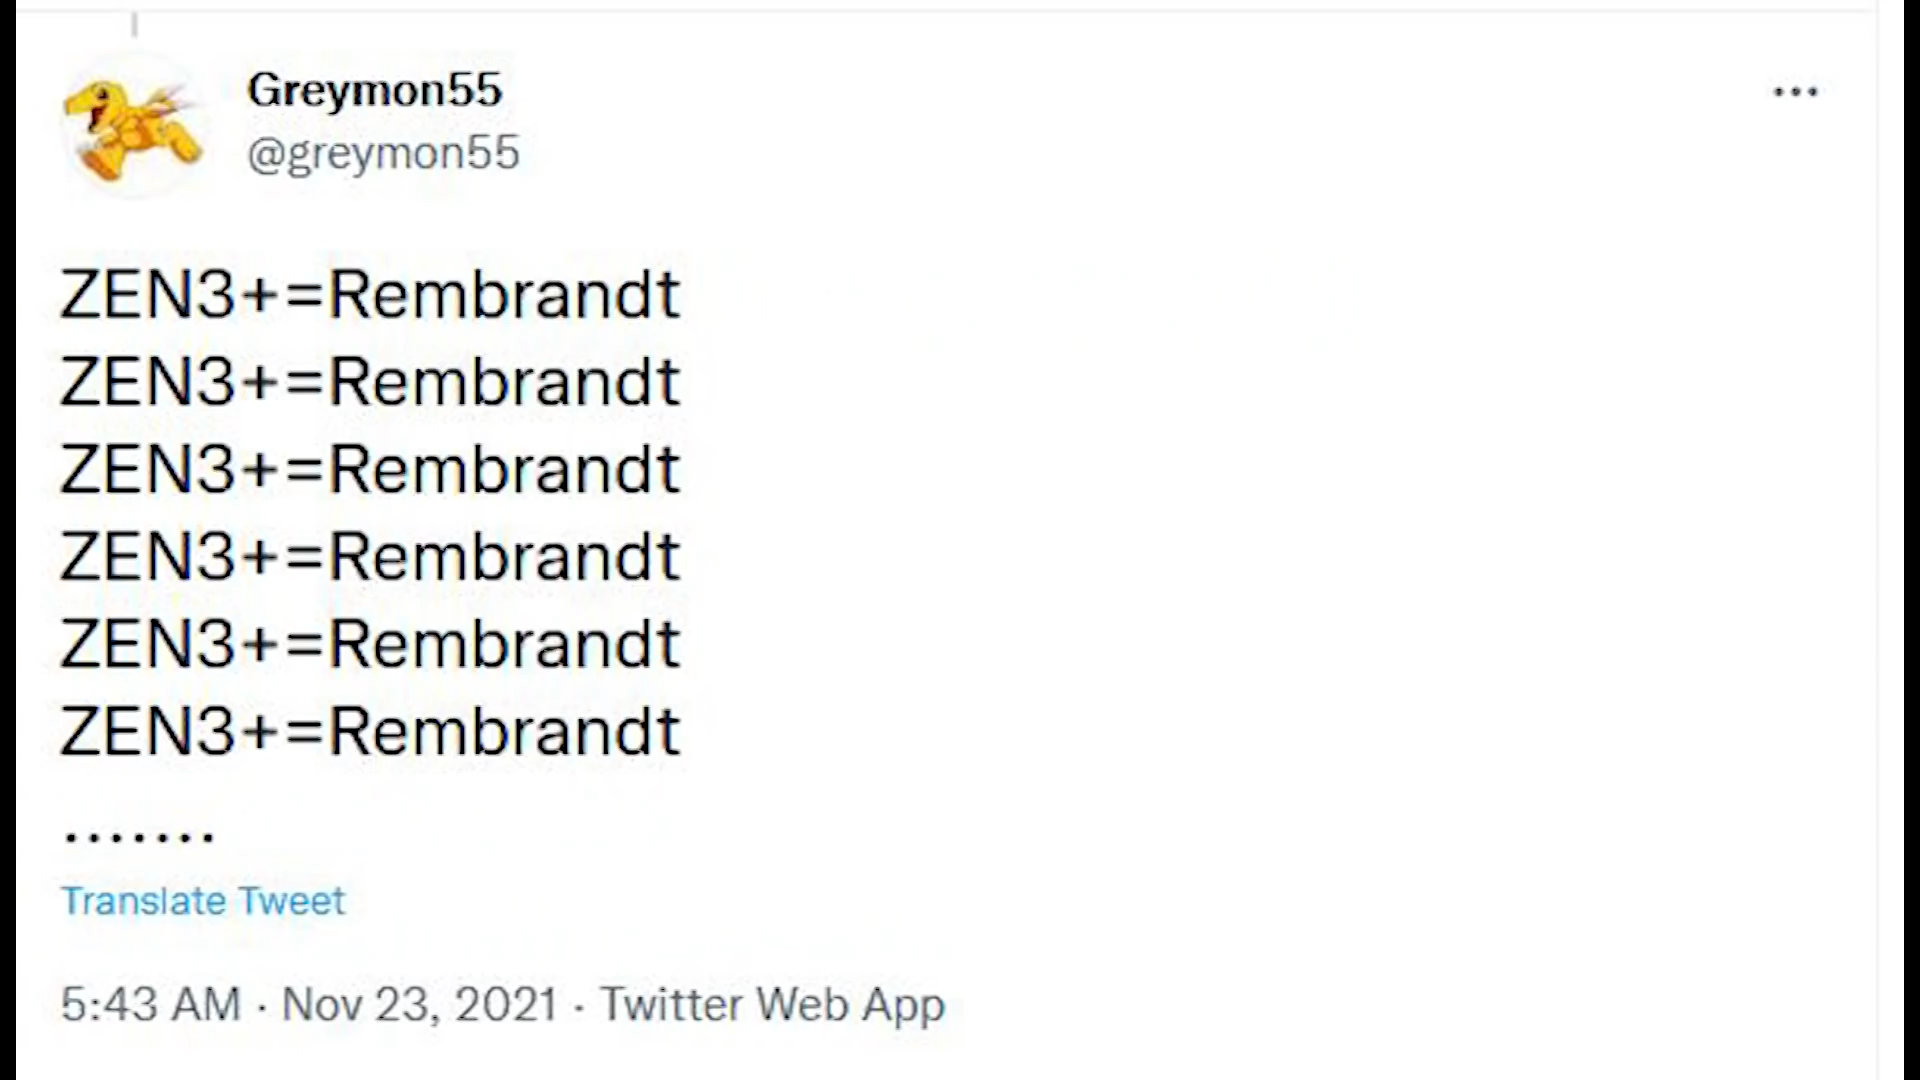 Greymon55
@greymon55
ZEN3+=Rembrandt
ZEN3+=Rembrandt
ZEN3+=Rembrandt
ZEN3+=Rembrandt
ZEN3+=Rembrandt
ZEN3+=Rembrandt
.......
Translate Tweet
5:43 AM · Nov 23, 2021 · Twitter Web App